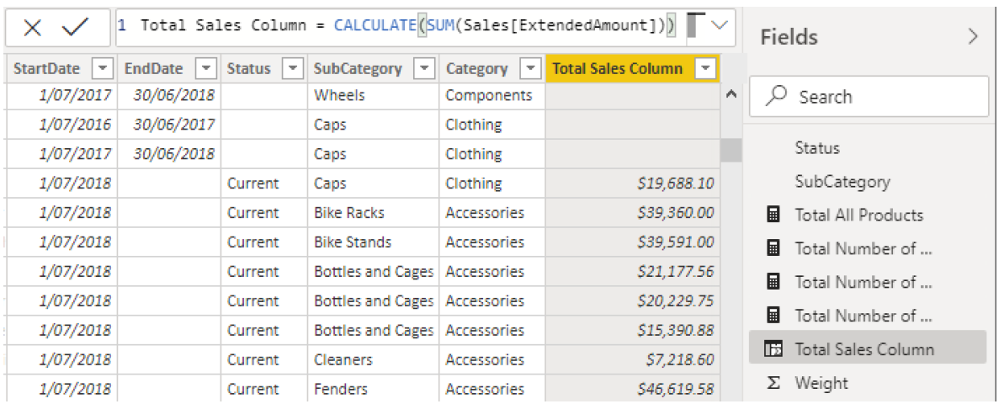 1 Total Sales Column = CALCULATE(SUM(Sales[ExtendedAmount]))
StartDate EndDate Status SubCategory Category Total Sales Column
1/07/2017 30/06/2018 Wheels Components
1/07/2016 30/06/2017 Caps Clothing
1/07/2017 30/06/2018 Caps Clothing
1/07/2018 Current Caps Clothing $19,688.10
1/07/2018 Current Bike Racks Accessories $39,360.00
1/07/2018 Current Bike Stands Accessories $39,591.00
1/07/2018 Current Bottles and Cages Accessories $21,177.56
1/07/2018 Current Bottles and Cages Accessories $20,229.75
1/07/2018 Current Bottles and Cages Accessories $15,390.88
1/07/2018 Current Cleaners Accessories $7,218.60
1/07/2018 Current Fenders Accessories $46,619.58
Fields
Search
Status
SubCategory
Total All Products
Total Number of ...
Total Number of ...
Total Number of ...
Total Sales Column
Σ Weight